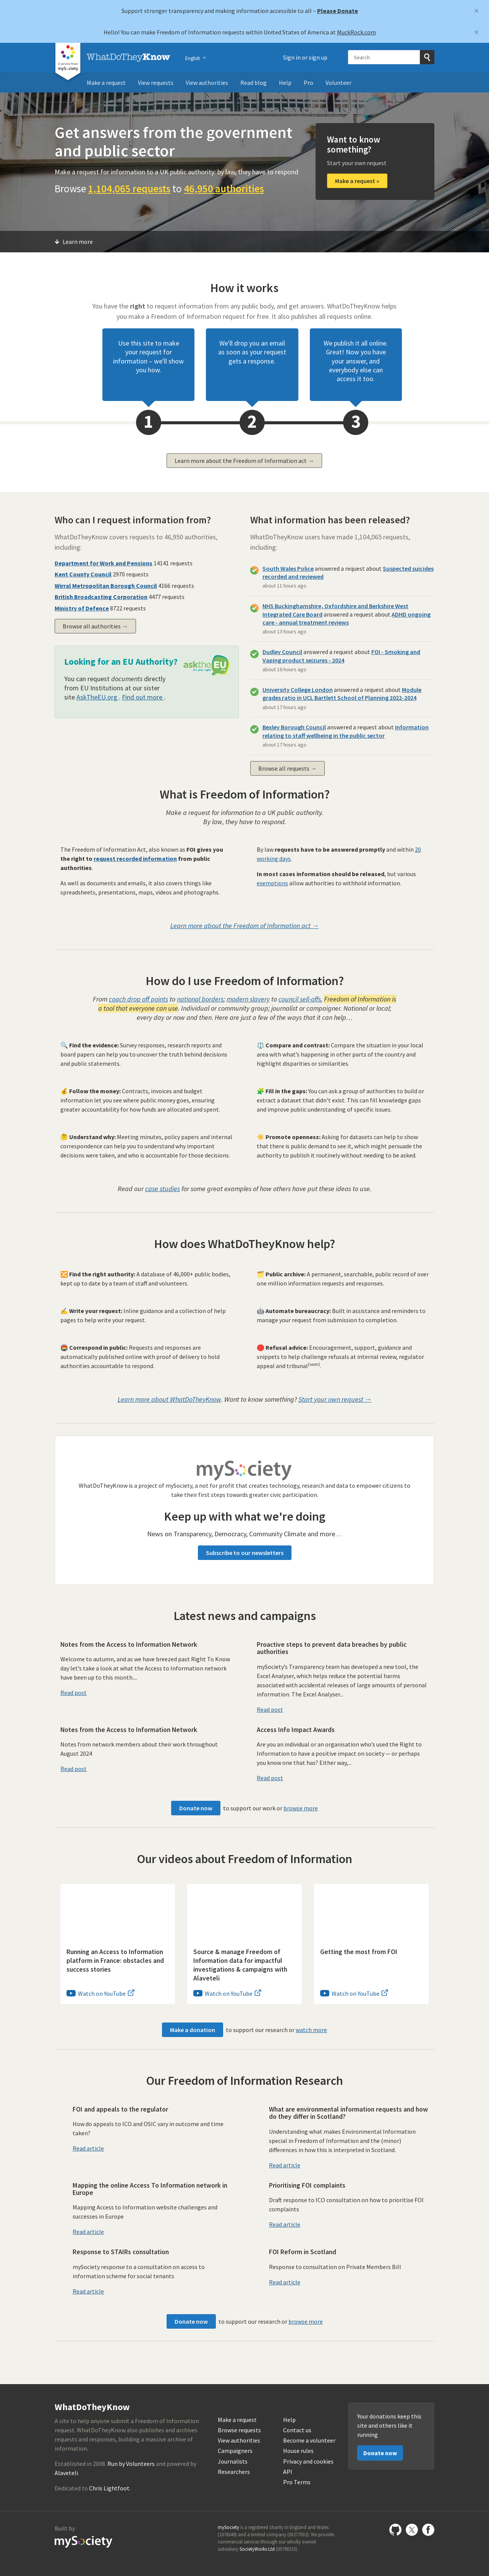 Support stronger transparency and making information accessible to all – Please Donate
×
Hello! You can make Freedom of Information requests within United States of America at MuckRock.com
×
mySociety
WhatDoTheyKnow
English
Sign in or sign up
Search
Make a request
View requests
View authorities
Read blog
Help
Pro
Volunteer
Get answers from the government
and public sector
Make a request for information to a UK public authority: by law, they have to respond
Browse 1,104,065 requests to 46,950 authorities
Want to know
something?
Start your own request
Make a request »
Learn more
How it works
You have the right to request information from any public body, and get answers. WhatDoTheyKnow helps
you make a Freedom of Information request for free. It also publishes all requests online.
Use this site to make
your request for
information – we'll show
you how.
We'll drop you an email
as soon as your request
gets a response.
We publish it all online.
Great! Now you have
your answer, and
everybody else can
access it too.
1
2
3
Learn more about the Freedom of Information act →
Who can I request information from?
WhatDoTheyKnow covers requests to 46,950 authorities,
including:
Department for Work and Pensions 14141 requests
Kent County Council 2970 requests
Wirral Metropolitan Borough Council 4166 requests
British Broadcasting Corporation 4477 requests
Ministry of Defence 8722 requests
Browse all authorities →
Looking for an EU Authority?
asktheEU
You can request documents directly
from EU Institutions at our sister
site AskTheEU.org . Find out more .
What information has been released?
WhatDoTheyKnow users have made 1,104,065 requests,
including:
South Wales Police answered a request about Suspected suicides
recorded and reviewed
about 11 hours ago
NHS Buckinghamshire, Oxfordshire and Berkshire West
Integrated Care Board answered a request about ADHD ongoing
care - annual treatment reviews
about 13 hours ago
Dudley Council answered a request about FOI - Smoking and
Vaping product seizures - 2024
about 16 hours ago
University College London answered a request about Module
grades ratio in UCL Bartlett School of Planning 2022-2024
about 17 hours ago
Bexley Borough Council answered a request about Information
relating to staff wellbeing in the public sector
about 17 hours ago
Browse all requests →
What is Freedom of Information?
Make a request for information to a UK public authority.
By law, they have to respond.
The Freedom of Information Act, also known as FOI gives you
the right to request recorded information from public
authorities.
As well as documents and emails, it also covers things like
spreadsheets, presentations, maps, videos and photographs.
By law requests have to be answered promptly and within 20
working days.
In most cases information should be released, but various
exemptions allow authorities to withhold information.
Learn more about the Freedom of Information act →
How do I use Freedom of Information?
From coach drop off points to national borders; modern slavery to council sell-offs, Freedom of Information is
a tool that everyone can use. Individual or community group; journalist or campaigner. National or local;
every day or now and then. Here are just a few of the ways that it can help…
Find the evidence: Survey responses, research reports and
board papers can help you to uncover the truth behind decisions
and public statements.
Compare and contrast: Compare the situation in your local
area with what's happening in other parts of the country and
highlight disparities or similarities.
Follow the money: Contracts, invoices and budget
information let you see where public money goes, ensuring
greater accountability for how funds are allocated and spent.
Fill in the gaps: You can ask a group of authorities to build or
extract a dataset that didn't exist. This can fill knowledge gaps
and improve public understanding of specific issues.
Understand why: Meeting minutes, policy papers and internal
correspondence can help you to understand why important
decisions were taken, and who is accountable for those decisions.
Promote openness: Asking for datasets can help to show
that there is public demand to see it, which might persuade the
authority to publish it routinely without needing to be asked.
Read our case studies for some great examples of how others have put these ideas to use.
How does WhatDoTheyKnow help?
Find the right authority: A database of 46,000+ public bodies,
kept up to date by a team of staff and volunteers.
Public archive: A permanent, searchable, public record of over
one million information requests and responses.
Write your request: Inline guidance and a collection of help
pages to help write your request.
Automate bureaucracy: Built in assistance and reminders to
manage your request from submission to completion.
Correspond in public: Requests and responses are
automatically published online with proof of delivery to hold
authorities accountable to respond.
Refusal advice: Encouragement, support, guidance and
snippets to help challenge refusals at internal review, regulator
appeal and tribunal(soon).
Learn more about WhatDoTheyKnow. Want to know something? Start your own request →
mySociety
WhatDoTheyKnow is a project of mySociety, a not for profit that creates technology, research and data to empower citizens to
take their first steps towards greater civic participation.
Keep up with what we're doing
News on Transparency, Democracy, Community Climate and more…
Subscribe to our newsletters
Latest news and campaigns
Notes from the Access to Information Network
Welcome to autumn, and as we have breezed past Right To Know
day let's take a look at what the Access to Information network
have been up to this month....
Read post
Proactive steps to prevent data breaches by public
authorities
mySociety's Transparency team has developed a new tool, the
Excel Analyser, which helps reduce the potential harms
associated with accidental releases of large amounts of personal
information. The Excel Analyser...
Read post
Notes from the Access to Information Network
Notes from network members about their work throughout
August 2024
Read post
Access Info Impact Awards
Are you an individual or an organisation who's used the Right to
Information to have a positive impact on society — or perhaps
you know one that has? Either way,...
Read post
Donate now to support our work or browse more
Our videos about Freedom of Information
Running an Access to Information
platform in France: obstacles and
success stories
Watch on YouTube
Source & manage Freedom of
Information data for impactful
investigations & campaigns with
Alaveteli
Watch on YouTube
Getting the most from FOI
Watch on YouTube
Make a donation to support our research or watch more
Our Freedom of Information Research
FOI and appeals to the regulator
How do appeals to ICO and OSIC vary in outcome and time
taken?
Read article
What are environmental information requests and how
do they differ in Scotland?
Understanding what makes Environmental Information
special in Freedom of Information and the (minor)
differences in how this is interpreted in Scotland.
Read article
Mapping the online Access To Information network in
Europe
Mapping Access to Information website challenges and
successes in Europe
Read article
Prioritising FOI complaints
Draft response to ICO consultation on how to prioritise FOI
complaints
Read article
Response to STAIRs consultation
mySociety response to a consultation on access to
information scheme for social tenants
Read article
FOI Reform in Scotland
Response to consultation on Private Members Bill
Read article
Donate now to support our research or browse more
WhatDoTheyKnow
A site to help anyone submit a Freedom of Information
request. WhatDoTheyKnow also publishes and archives
requests and responses, building a massive archive of
information.
Established in 2008. Run by Volunteers and powered by
Alaveteli.
Dedicated to Chris Lightfoot.
Make a request
Browse requests
View authorities
Campaigners
Journalists
Researchers
Help
Contact us
Become a volunteer
House rules
Privacy and cookies
API
Pro Terms
Your donations keep this
site and others like it
running
Donate now
Built by
mySociety
mySociety is a registered charity in England and Wales
(1076346) and a limited company (03277032). We provide
commercial services through our wholly owned
subsidiary SocietyWorks Ltd (05798215).